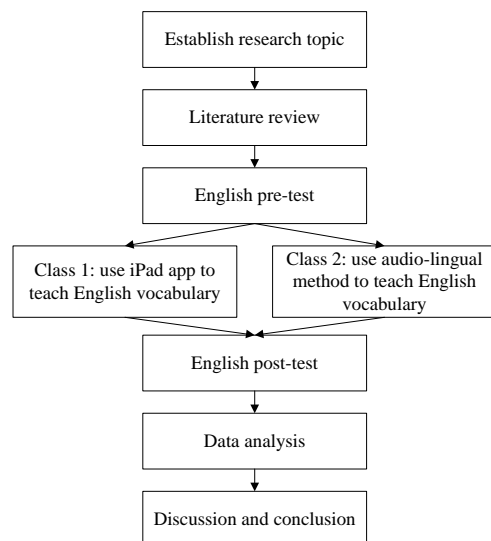 Establish research topic
Literature review
English pre-test
Class 1: use iPad app to
teach English vocabulary
Class 2: use audio-lingual
method to teach English
vocabulary
English post-test
Data analysis
Discussion and conclusion